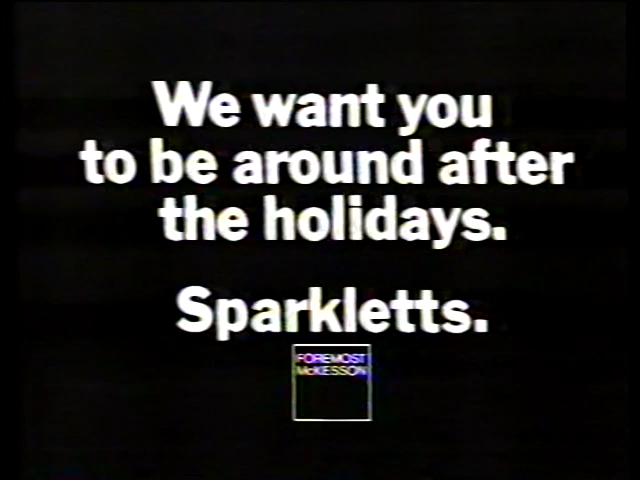 We want you
to be around after
the holidays.
Sparkletts.
FOREMOST
McKESSON